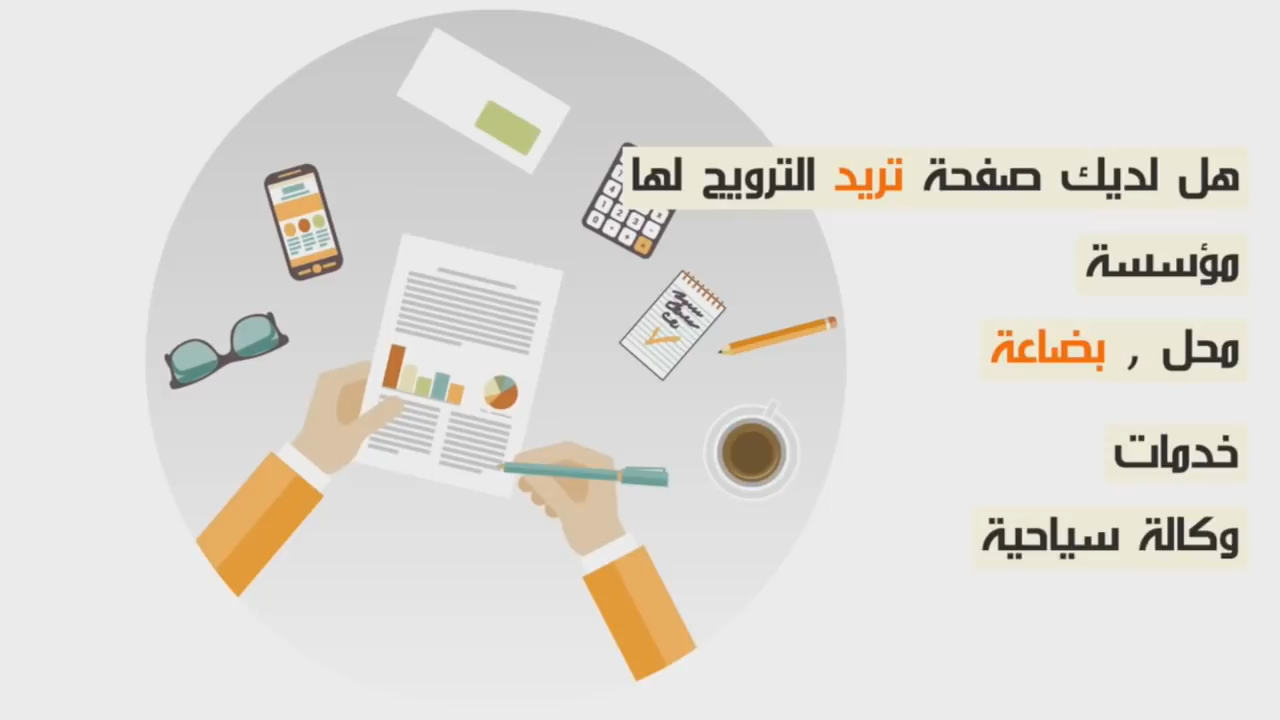 هل لديك صفحة تريد الترويج لها
مؤسسة
محل , بضاعة
خدمات
وكالة سياحية